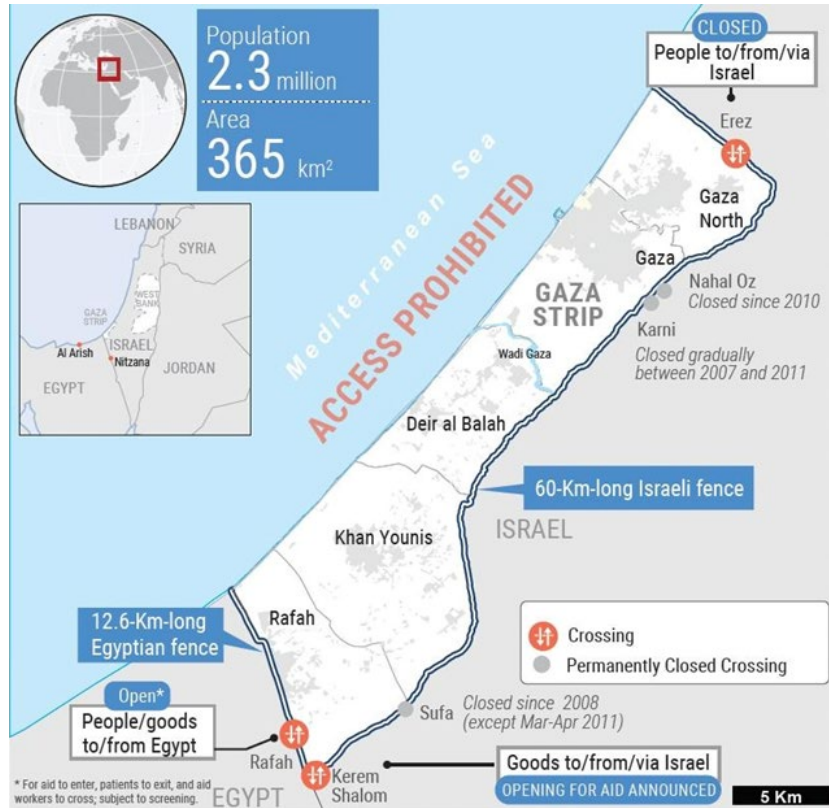 Population
2.3 million
Area
365 km²
CLOSED
People to/from/via
Israel
Erez
Gaza
North
Gaza
Nahal Oz
Closed since 2010
Karni
Closed gradually
between 2007 and 2011
GAZA
STRIP
Mediterranean Sea
ACCESS PROHIBITED
Wadi Gaza
Deir al Balah
60-Km-long Israeli fence
ISRAEL
Khan Younis
Rafah
12.6-Km-long
Egyptian fence
LEBANON
SYRIA
WEST
BANK
GAZA
STRIP
ISRAEL
Al Arish
Nitzana
JORDAN
EGYPT
Crossing
Permanently Closed Crossing
Open*
People/goods
to/from Egypt
Rafah
Sufa
Closed since 2008
(except Mar-Apr 2011)
Kerem
Shalom
Goods to/from/via Israel
OPENING FOR AID ANNOUNCED
* For aid to enter, patients to exit, and aid
workers to cross; subject to screening.
EGYPT
5 Km